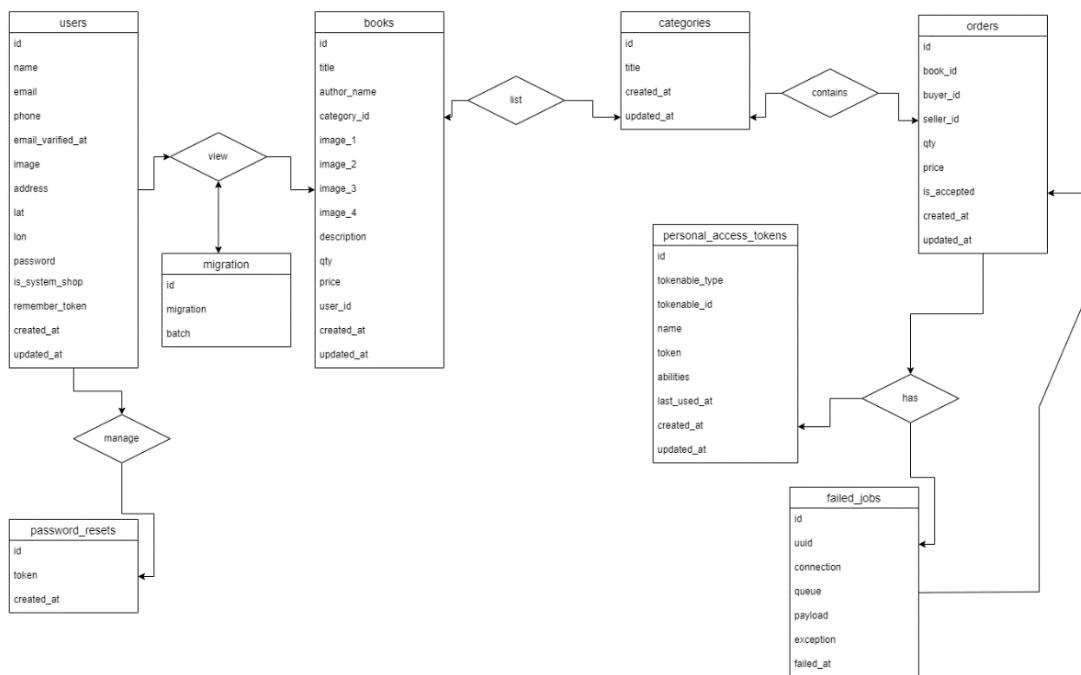 users
id
name
email
phone
email_varified_at
image
address
lat
lon
password
is_system_shop
remember_token
created_at
updated_at
view
migration
id
migration
batch
manage
password_resets
id
token
created_at
books
id
title
author_name
category_id
image_1
image_2
image_3
image_4
description
qty
price
user_id
created_at
updated_at
list
categories
id
title
created_at
updated_at
contains
orders
id
book_id
buyer_id
seller_id
qty
price
is_accepted
created_at
updated_at
personal_access_tokens
id
tokenable_type
tokenable_id
name
token
abilities
last_used_at
created_at
updated_at
has
failed_jobs
id
uuid
connection
queue
payload
exception
failed_at